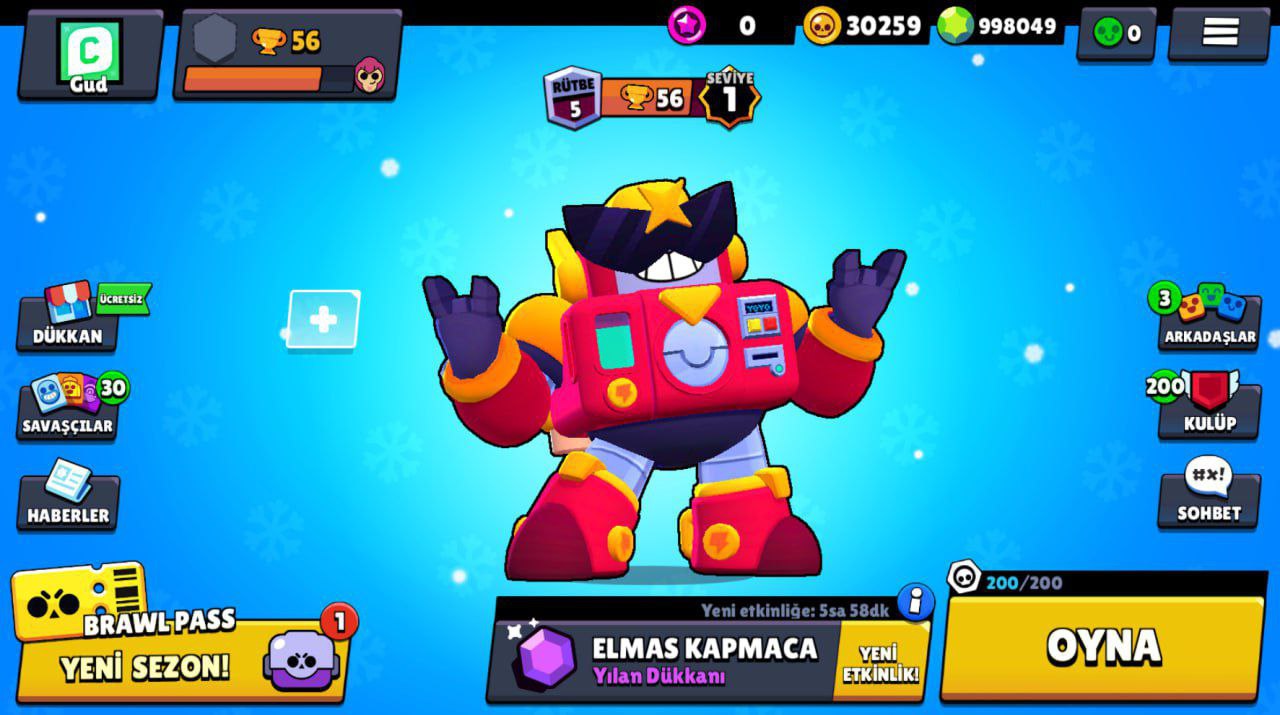 C
Gud
56
0
30259
998049
0
RÜTBE
5
56
SEVİYE
1
ÜCRETSİZ
DÜKKAN
30
SAVAŞÇILAR
HABERLER
YOYO
3
ARKADAŞLAR
200
KULÜP
#×!
SOHBET
BRAWL PASS
1
YENİ SEZON!
Yeni etkinliğe: 5sa 58dk
i
ELMAS KAPMACA
Yılan Dükkanı
YENİ
ETKİNLİK!
200/200
OYNA